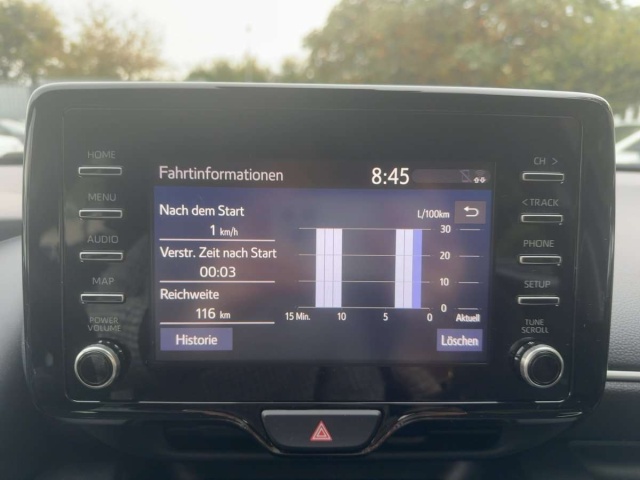 HOME
MENU
AUDIO
MAP
POWER
VOLUME
Fahrtinformationen
8:45
Nach dem Start
1 km/h
Verstr. Zeit nach Start
00:03
Reichweite
116 km
Historie
L/100km
30
20
10
0
15 Min. 10 5 0 Aktuell
Löschen
CH >
< TRACK
PHONE
SETUP
TUNE
SCROLL